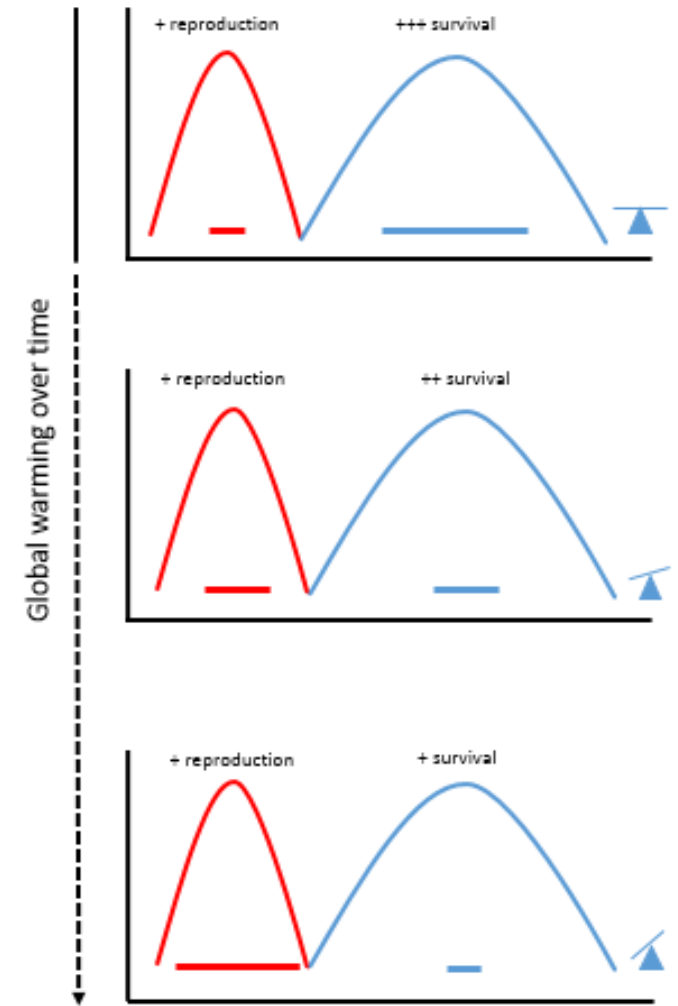 + reproduction
+++ survival
Global warming over time
+ reproduction
++ survival
+ reproduction
+ survival